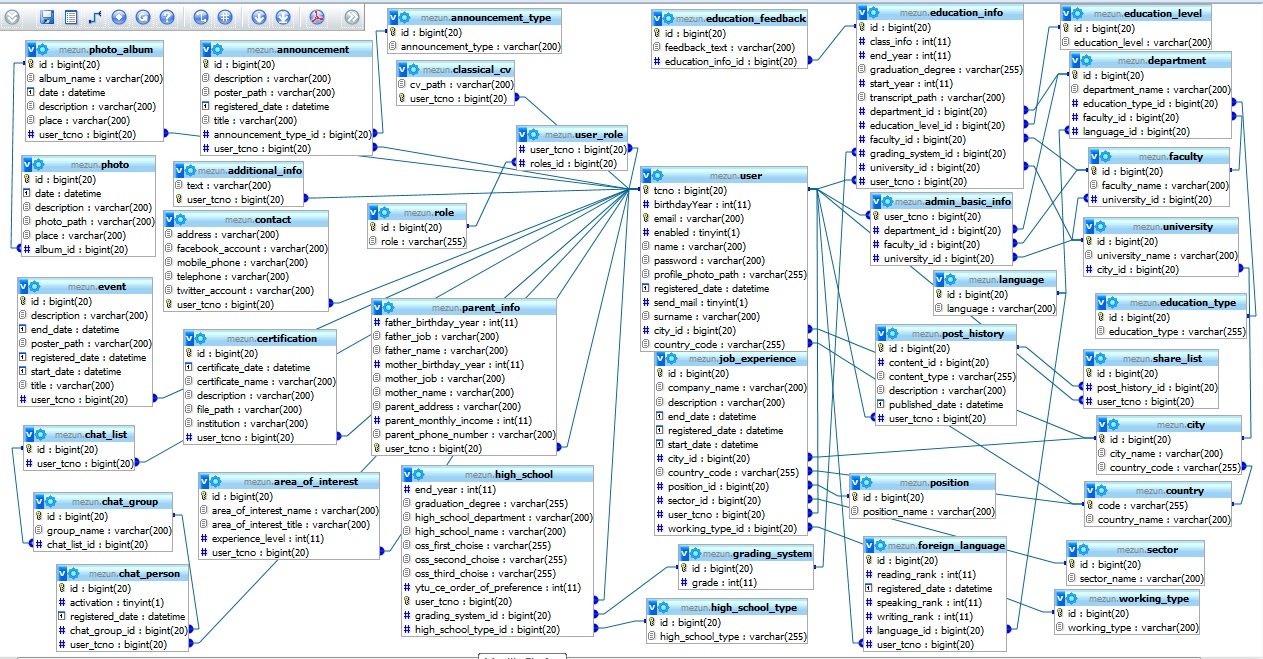 mezun.photo_album
id : bigint(20)
album_name : varchar(200)
date : datetime
description : varchar(200)
place : varchar(200)
user_tcno : bigint(20)
mezun.announcement
id : bigint(20)
description : varchar(200)
poster_path : varchar(200)
registered_date : datetime
title : varchar(200)
announcement_type_id : bigint(20)
user_tcno : bigint(20)
mezun.announcement_type
id : bigint(20)
announcement_type : varchar(200)
mezun.classical_cv
cv_path : varchar(200)
user_tcno : bigint(20)
mezun.user_role
user_tcno : bigint(20)
roles_id : bigint(20)
mezun.education_feedback
id : bigint(20)
feedback_text : varchar(200)
education_info_id : bigint(20)
mezun.education_info
id : bigint(20)
class_info : int(11)
end_year : int(11)
graduation_degree : varchar(255)
start_year : int(11)
transcript_path : varchar(200)
department_id : bigint(20)
education_level_id : bigint(20)
faculty_id : bigint(20)
grading_system_id : bigint(20)
university_id : bigint(20)
user_tcno : bigint(20)
mezun.education_level
id : bigint(20)
education_level : varchar(200)
mezun.department
id : bigint(20)
department_name : varchar(200)
education_type_id : bigint(20)
faculty_id : bigint(20)
language_id : bigint(20)
mezun.photo
id : bigint(20)
date : datetime
description : varchar(200)
photo_path : varchar(200)
place : varchar(200)
album_id : bigint(20)
mezun.additional_info
text : varchar(200)
user_tcno : bigint(20)
mezun.contact
address : varchar(200)
facebook_account : varchar(200)
mobile_phone : varchar(200)
telephone : varchar(200)
twitter_account : varchar(200)
user_tcno : bigint(20)
mezun.role
id : bigint(20)
role : varchar(255)
mezun.user
tcno : bigint(20)
birthdayYear : int(11)
email : varchar(200)
enabled : tinyint(1)
name : varchar(200)
password : varchar(200)
profile_photo_path : varchar(255)
registered_date : datetime
send_mail : tinyint(1)
surname : varchar(200)
city_id : bigint(20)
country_code : varchar(255)
mezun.admin_basic_info
user_tcno : bigint(20)
department_id : bigint(20)
faculty_id : bigint(20)
university_id : bigint(20)
mezun.faculty
id : bigint(20)
faculty_name : varchar(200)
university_id : bigint(20)
mezun.university
id : bigint(20)
university_name : varchar(200)
city_id : bigint(20)
mezun.language
id : bigint(20)
language : varchar(200)
mezun.education_type
id : bigint(20)
education_type : varchar(255)
mezun.event
id : bigint(20)
description : varchar(200)
end_date : datetime
poster_path : varchar(200)
registered_date : datetime
start_date : datetime
title : varchar(200)
user_tcno : bigint(20)
mezun.certification
id : bigint(20)
certificate_date : datetime
certificate_name : varchar(200)
description : varchar(200)
file_path : varchar(200)
institution : varchar(200)
user_tcno : bigint(20)
mezun.parent_info
father_birthday_year : int(11)
father_job : varchar(200)
father_name : varchar(200)
mother_birthday_year : int(11)
mother_job : varchar(200)
mother_name : varchar(200)
parent_address : varchar(200)
parent_monthly_income : int(11)
parent_phone_number : varchar(200)
user_tcno : bigint(20)
mezun.job_experience
id : bigint(20)
company_name : varchar(200)
description : varchar(200)
end_date : datetime
registered_date : datetime
start_date : datetime
city_id : bigint(20)
country_code : varchar(255)
position_id : bigint(20)
sector_id : bigint(20)
user_tcno : bigint(20)
working_type_id : bigint(20)
mezun.post_history
id : bigint(20)
content_id : bigint(20)
content_type : varchar(255)
description : varchar(200)
published_date : datetime
user_tcno : bigint(20)
mezun.share_list
id : bigint(20)
post_history_id : bigint(20)
user_tcno : bigint(20)
mezun.city
id : bigint(20)
city_name : varchar(200)
country_code : varchar(255)
mezun.country
code : varchar(255)
country_name : varchar(200)
mezun.chat_list
id : bigint(20)
user_tcno : bigint(20)
mezun.chat_group
id : bigint(20)
group_name : varchar(200)
chat_list_id : bigint(20)
mezun.chat_person
id : bigint(20)
activation : tinyint(1)
registered_date : datetime
chat_group_id : bigint(20)
user_tcno : bigint(20)
mezun.area_of_interest
id : bigint(20)
area_of_interest_name : varchar(200)
area_of_interest_title : varchar(200)
experience_level : int(11)
user_tcno : bigint(20)
mezun.high_school
end_year : int(11)
graduation_degree : varchar(255)
high_school_department : varchar(200)
high_school_name : varchar(200)
oss_first_choise : varchar(255)
oss_second_choise : varchar(255)
oss_third_choise : varchar(255)
ytu_ce_order_of_preference : int(11)
user_tcno : bigint(20)
grading_system_id : bigint(20)
high_school_type_id : bigint(20)
mezun.grading_system
id : bigint(20)
grade : int(11)
mezun.high_school_type
id : bigint(20)
high_school_type : varchar(255)
mezun.position
id : bigint(20)
position_name : varchar(200)
mezun.foreign_language
id : bigint(20)
reading_rank : int(11)
registered_date : datetime
speaking_rank : int(11)
writing_rank : int(11)
language_id : bigint(20)
user_tcno : bigint(20)
mezun.sector
id : bigint(20)
sector_name : varchar(200)
mezun.working_type
id : bigint(20)
working_type : varchar(200)